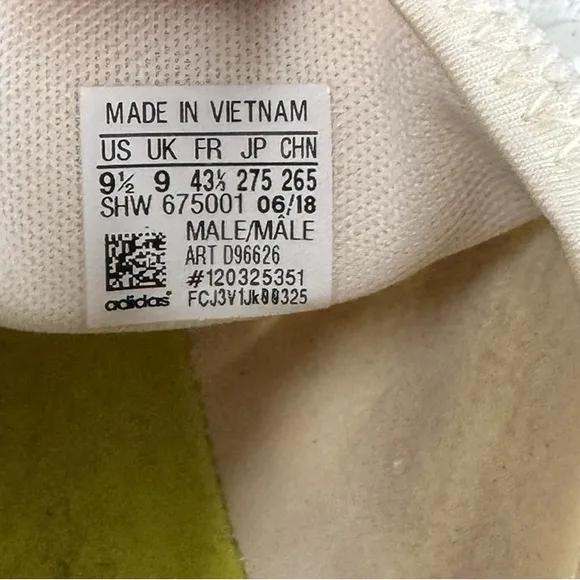 MADE IN VIETNAM
US UK FR JP CHN
9½ 9 43⅓ 275 265
SHW 675001 06/18
MALE/MÂLE
ART D96626
#120325351
adidas FCJ3V1Jk00325